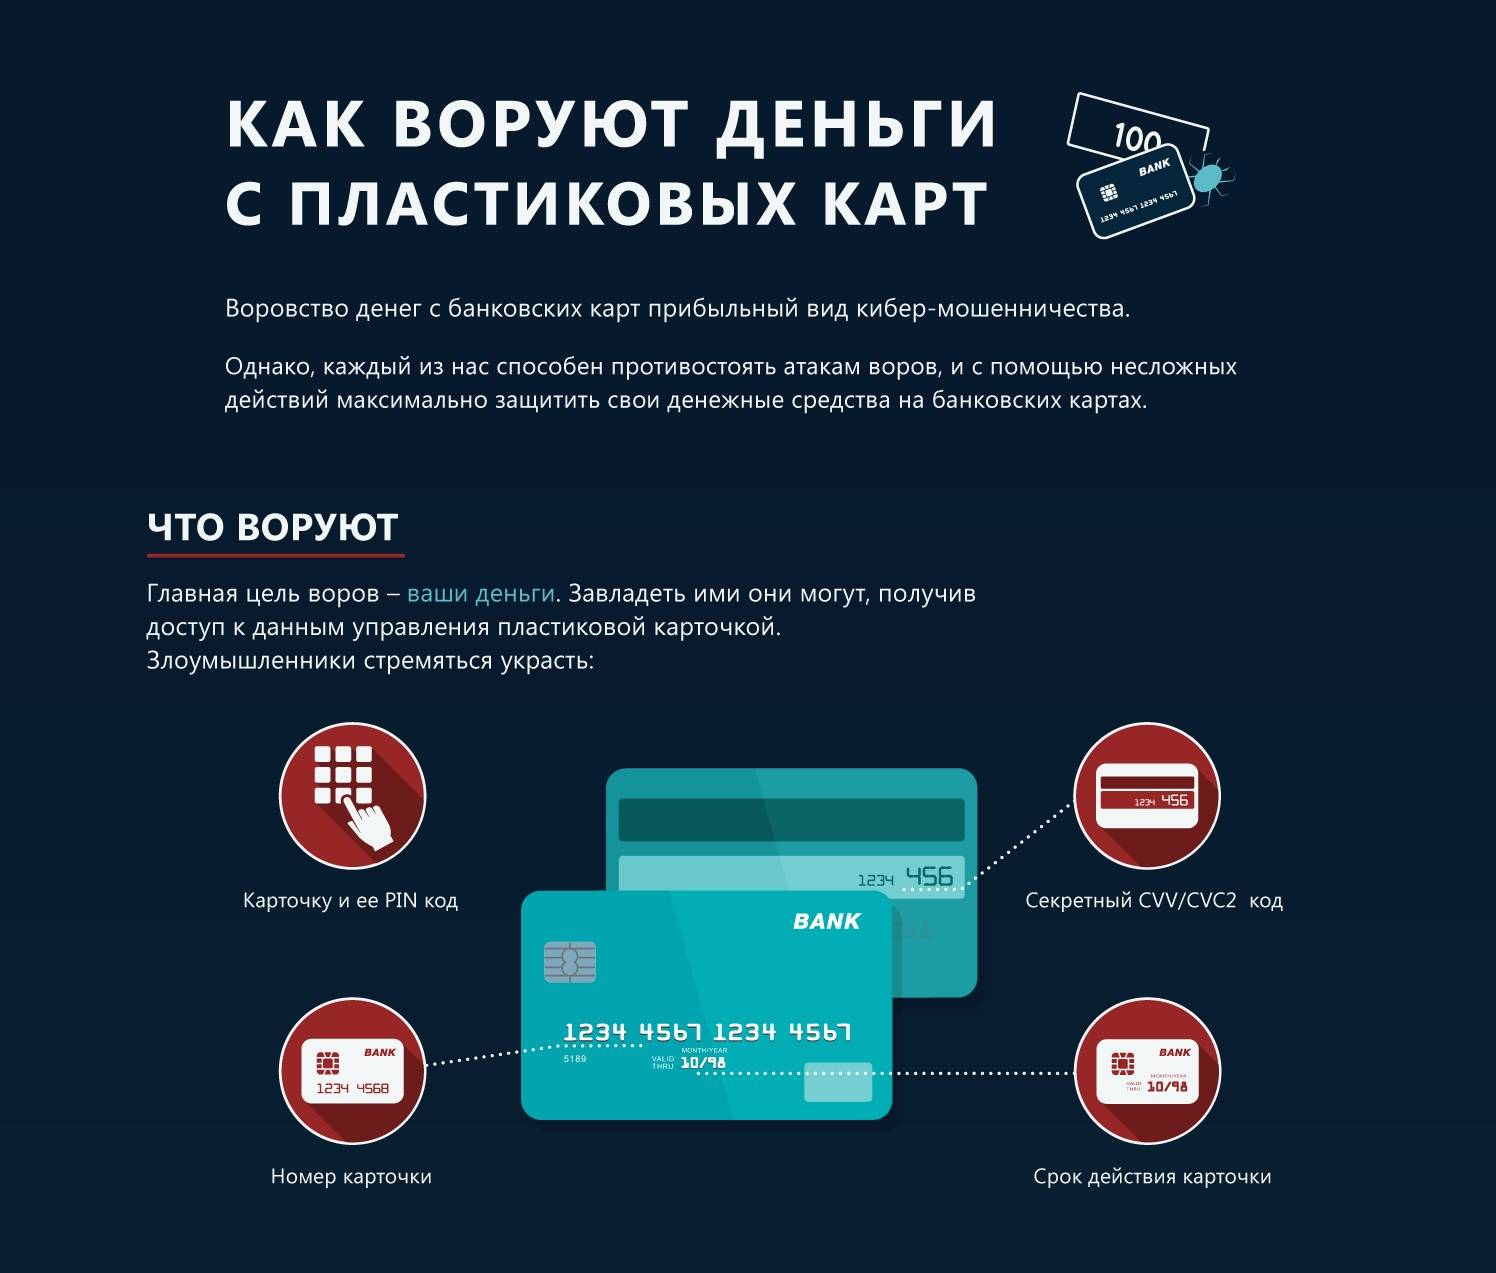 КАК ВОРУЮТ ДЕНЬГИ
С ПЛАСТИКОВЫХ КАРТ
100
BANK
1234 4567 1234 4567
Воровство денег с банковских карт прибыльный вид кибер-мошенничества.
Однако, каждый из нас способен противостоять атакам воров, и с помощью несложных
действий максимально защитить свои денежные средства на банковских картах.
ЧТО ВОРУЮТ
Главная цель воров – ваши деньги. Завладеть ими они могут, получив
доступ к данным управления пластиковой карточкой.
Злоумышленники стремяться украсть:
Карточку и ее PIN код
1234 456
1234 456
Секретный CVV/CVC2 код
BANK
1234 4567 1234 4567
5189
MONTH/YEAR
VALID THRU 10/98
BANK
1234 4568
Номер карточки
BANK
MONTH/YEAR
VALID THRU 10/98
Срок действия карточки